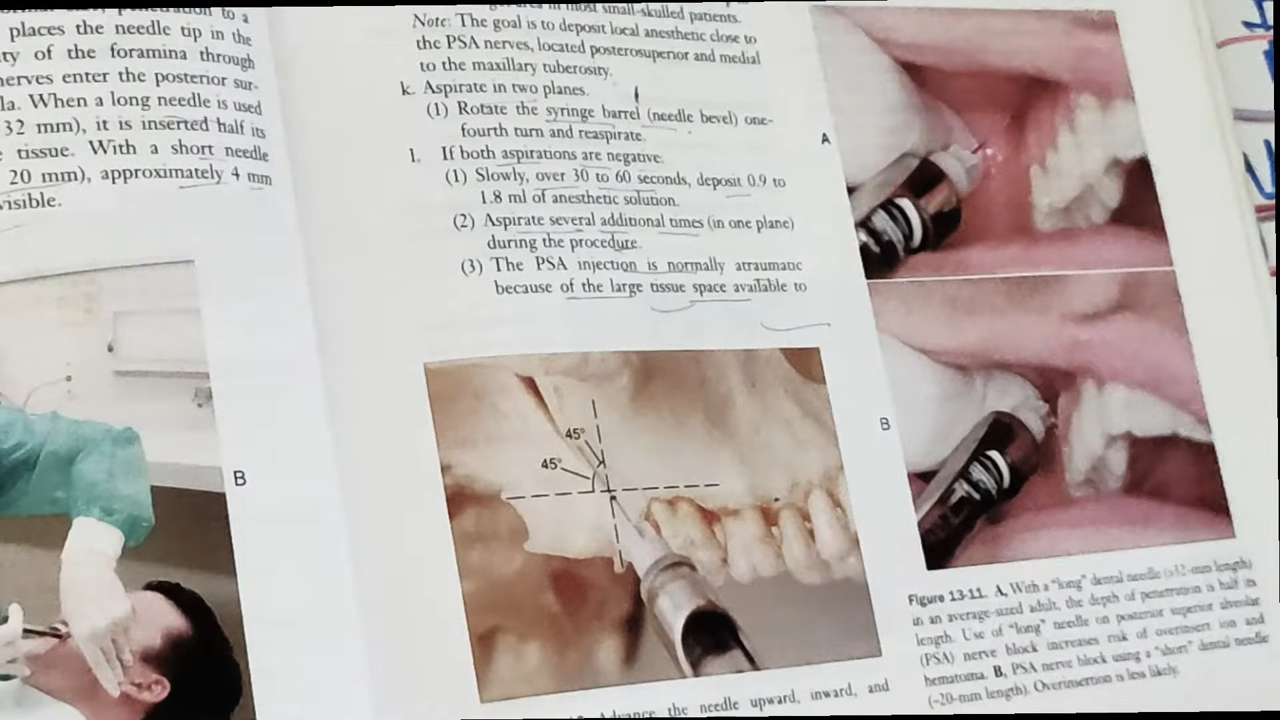 to a
places the needle tip in the
ty of the foramina through
nerves enter the posterior sur-
la. When a long needle is used
32 mm), it is inserted half its
tissue. With a short needle
20 mm), approximately 4 mm
visible.
B
in most small-skulled patients.
Note: The goal is to deposit local anesthetic close to
the PSA nerves, located posterosuperior and medial
to the maxillary tuberosity.
k. Aspirate in two planes.
(1) Rotate the syringe barrel (needle bevel) one-
fourth turn and reaspirate.
l. If both aspirations are negative:
(1) Slowly, over 30 to 60 seconds, deposit 0.9 to
1.8 ml of anesthetic solution.
(2) Aspirate several additional times (in one plane)
during the procedure.
(3) The PSA injection is normally atraumatic
because of the large tissue space available to
45°
45°
Advance the needle upward, inward, and
A
B
Figure 13-11. A, With a "long" dental needle (>32-mm length)
in an average-sized adult, the depth of penetration is half its
length. Use of "long" needle on posterior superior alveolar
(PSA) nerve block increases risk of overinsertion and
hematoma. B, PSA nerve block using a "short" dental needle
(~20-mm length). Overinsertion is less likely.